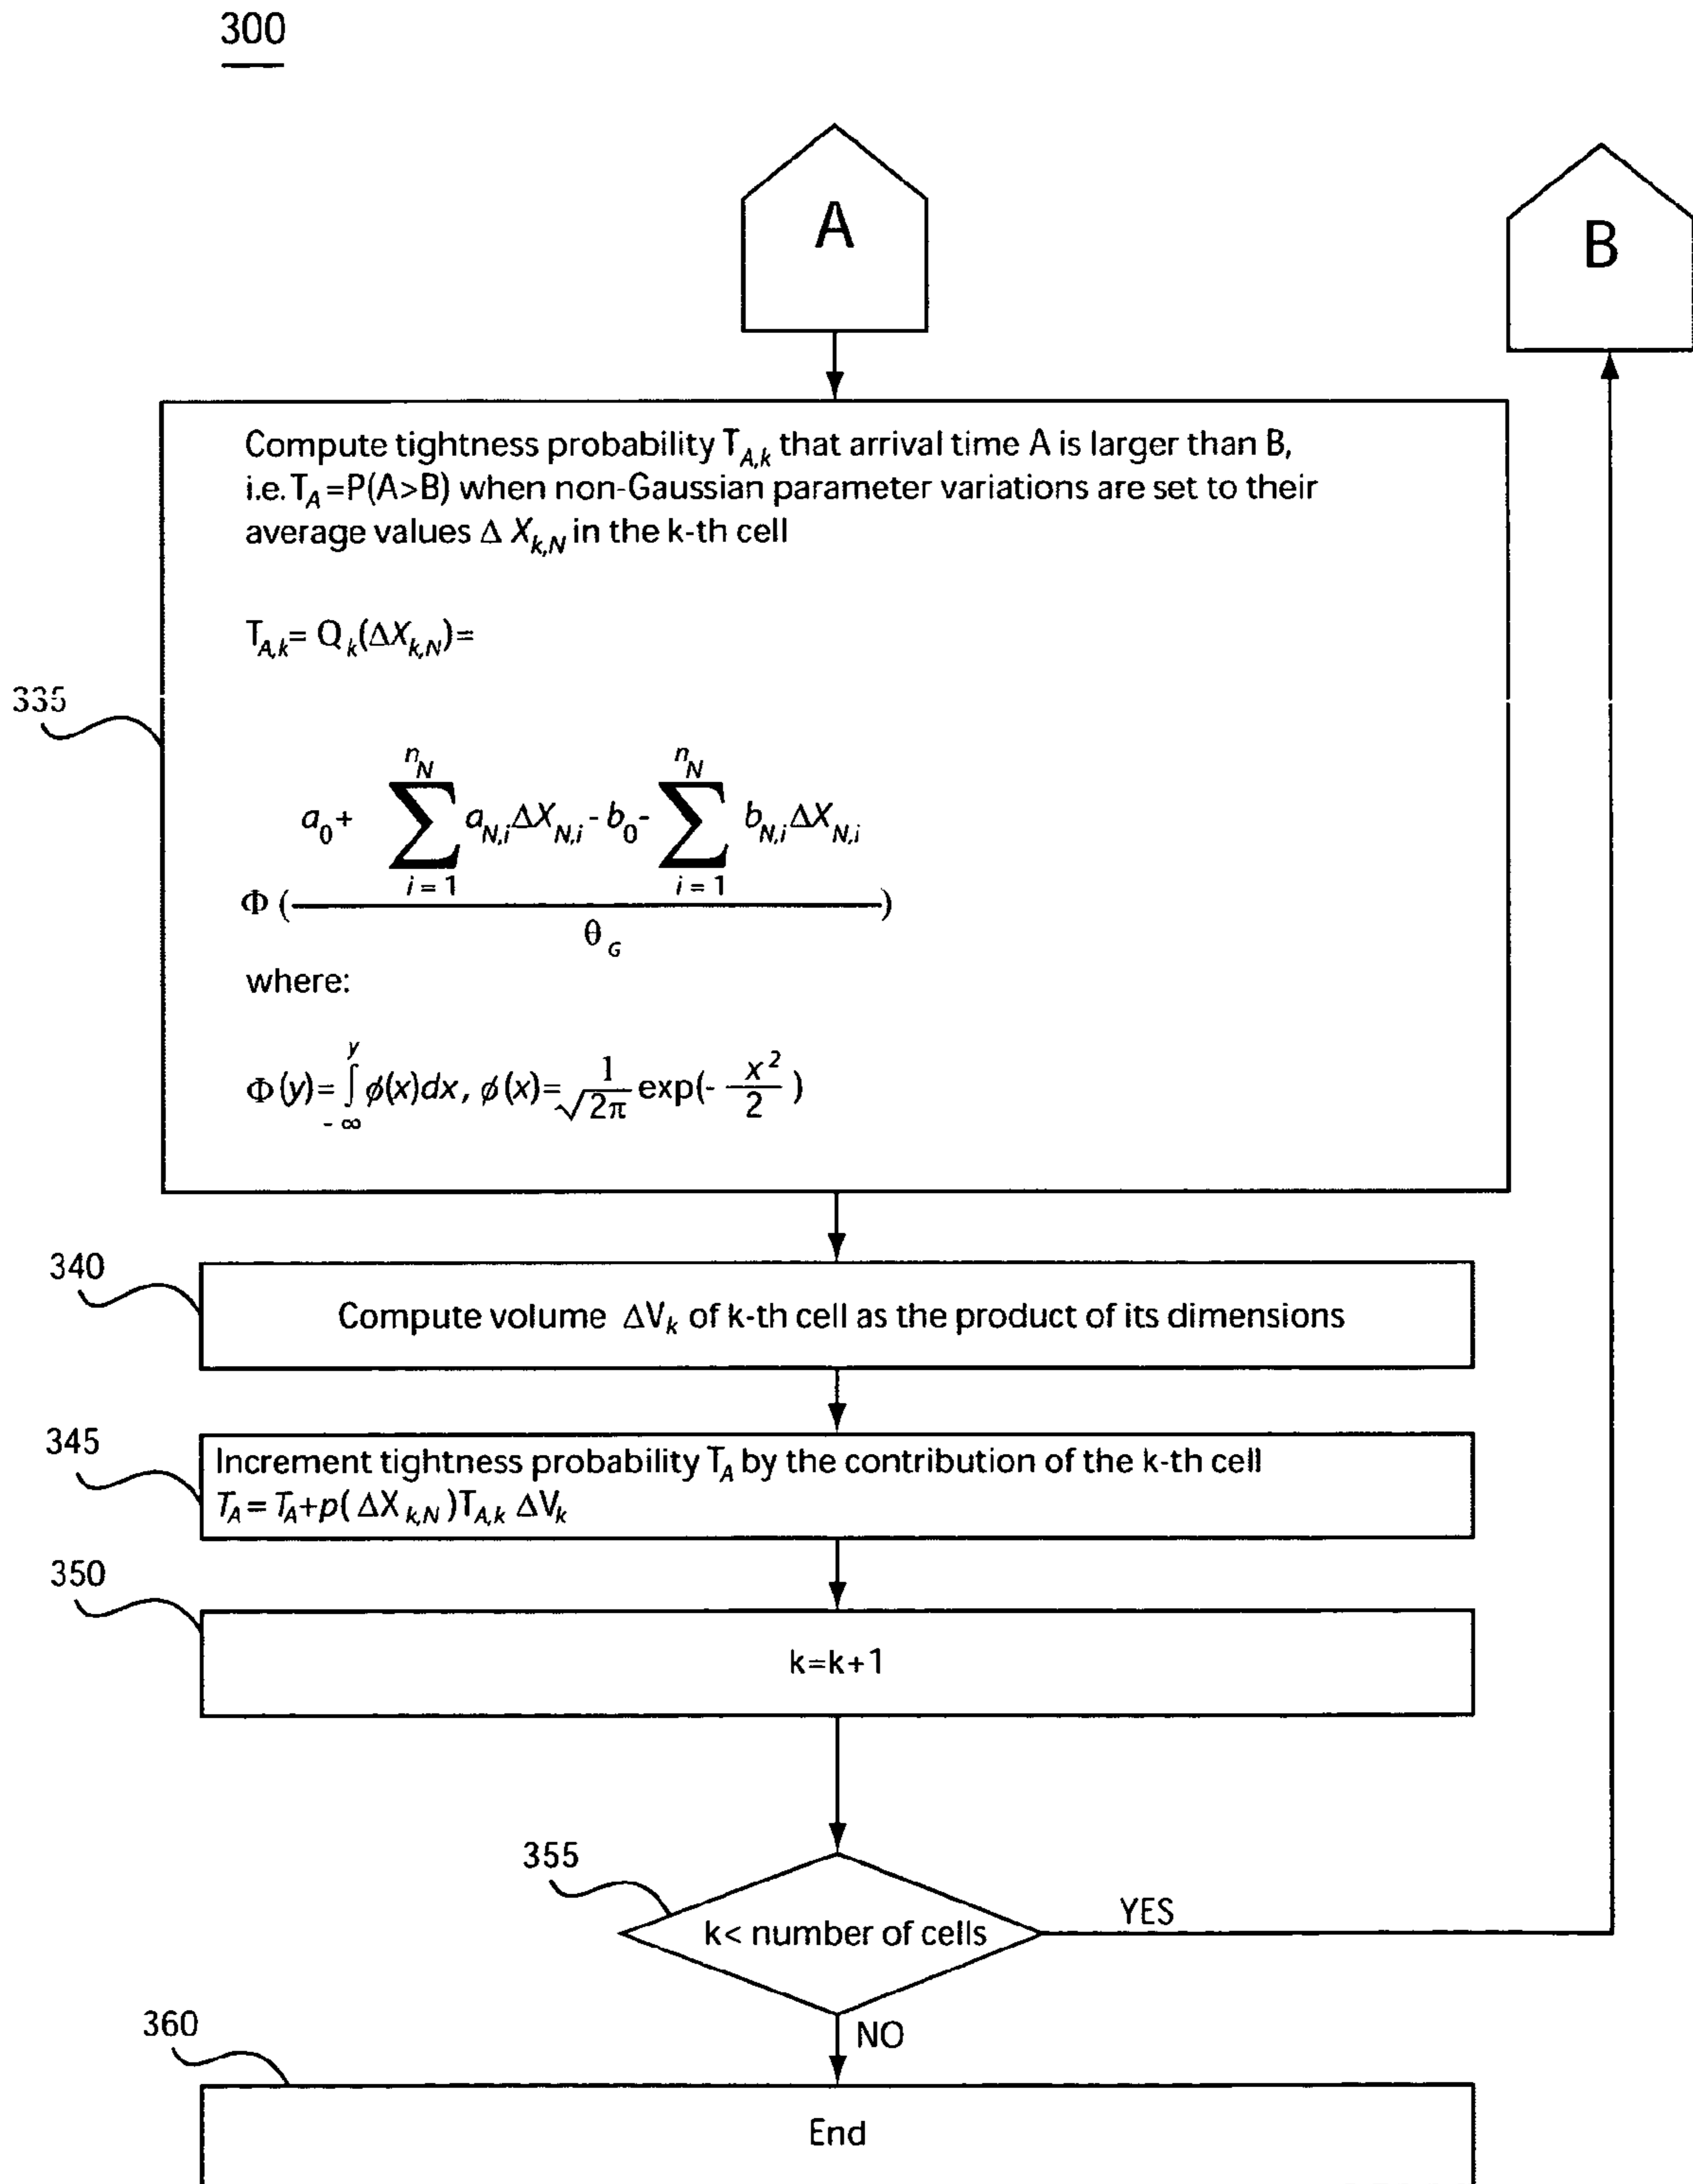 300
A
B
Compute tightness probability T_{A,k} that arrival time A is larger than B,
i.e. T_A =P(A>B) when non-Gaussian parameter variations are set to their
average values Δ X_{k,N} in the k-th cell
T_{A,k}= Q_k(ΔX_{k,N})=
335
n_N n_N
a_0+ ∑ a_{N,i}ΔX_{N,i} - b_0- ∑ b_{N,i}ΔX_{N,i}
i = 1 i = 1
Φ ( )
θ_G
where:
Φ(y)= ∫_{-∞}^{y} ϕ(x)dx, ϕ(x)= √\frac{1}{2π} exp(- \frac{x^2}{2})
340
Compute volume ΔV_k of k-th cell as the product of its dimensions
345
Increment tightness probability T_A by the contribution of the k-th cell
T_A = T_A+p(ΔX_{k,N})T_{A,k} ΔV_k
350
k=k+1
355
k< number of cells
YES
NO
360
End